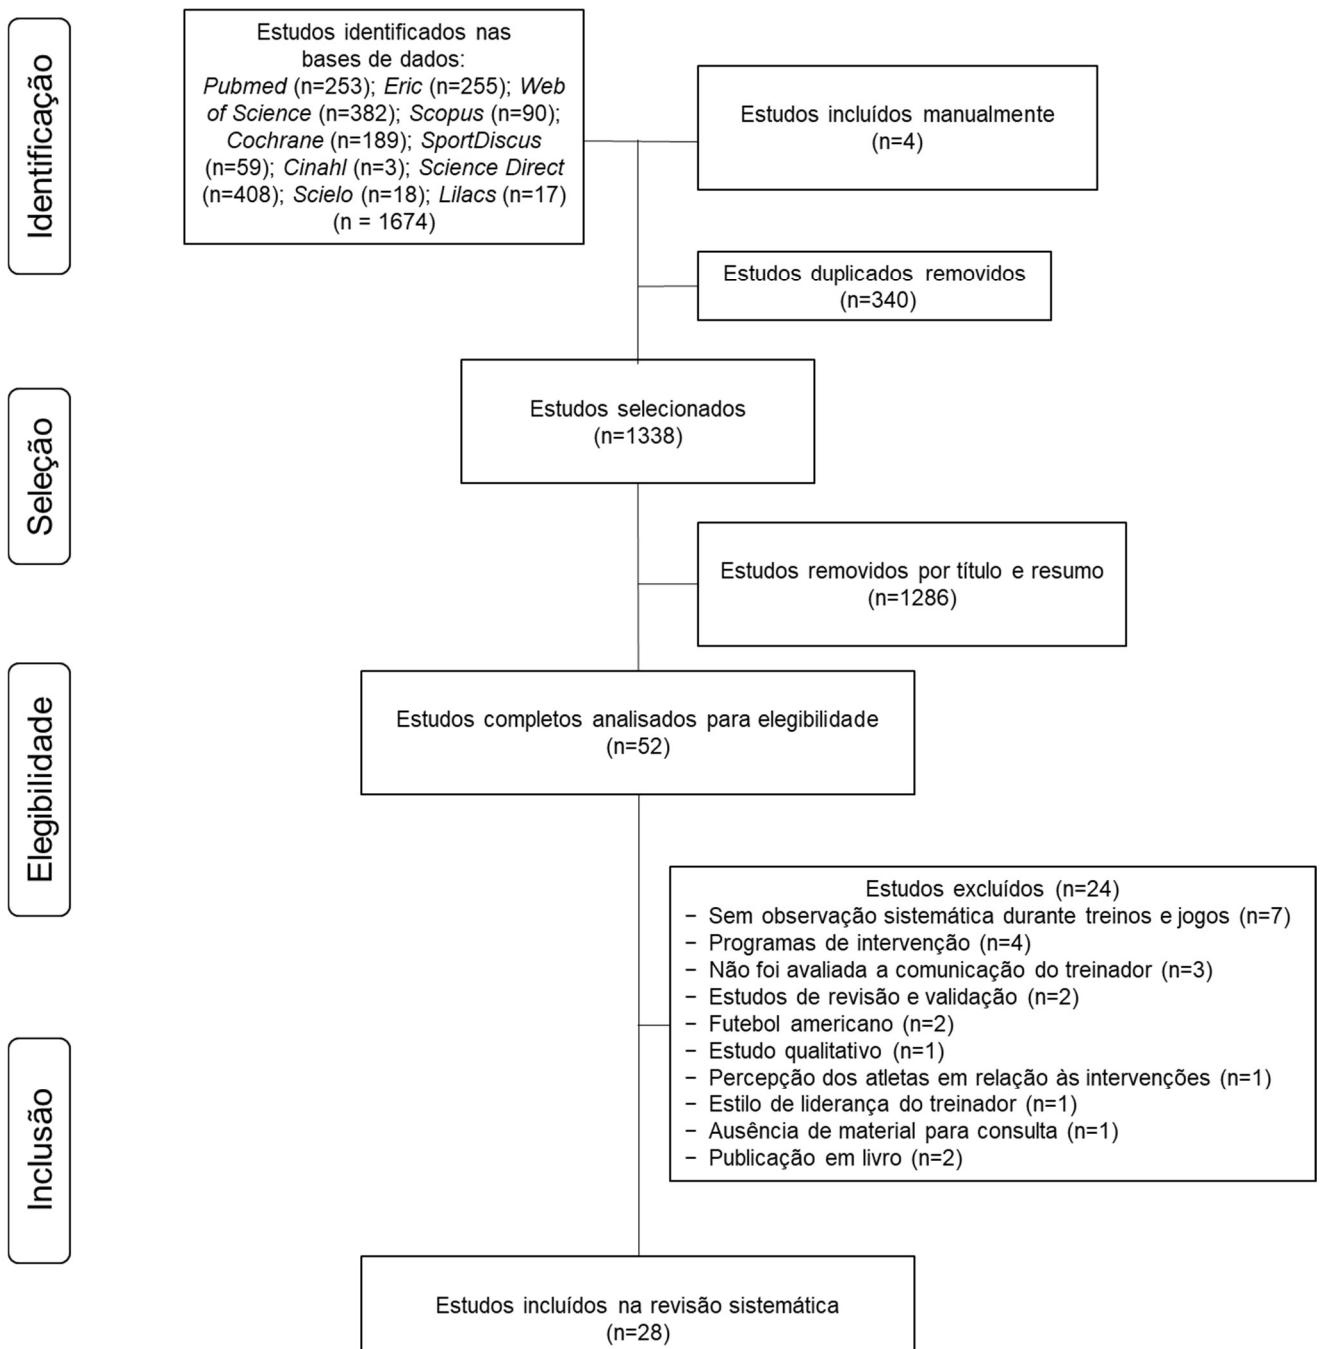 Identificação
Estudos identificados nas
bases de dados:
Pubmed (n=253); Eric (n=255); Web
of Science (n=382); Scopus (n=90);
Cochrane (n=189); SportDiscus
(n=59); Cinahl (n=3); Science Direct
(n=408); Scielo (n=18); Lilacs (n=17)
(n = 1674)
Estudos incluídos manualmente
(n=4)
Estudos duplicados removidos
(n=340)
Seleção
Estudos selecionados
(n=1338)
Estudos removidos por título e resumo
(n=1286)
Elegibilidade
Estudos completos analisados para elegibilidade
(n=52)
Estudos excluídos (n=24)
− Sem observação sistemática durante treinos e jogos (n=7)
− Programas de intervenção (n=4)
− Não foi avaliada a comunicação do treinador (n=3)
− Estudos de revisão e validação (n=2)
− Futebol americano (n=2)
− Estudo qualitativo (n=1)
− Percepção dos atletas em relação às intervenções (n=1)
− Estilo de liderança do treinador (n=1)
− Ausência de material para consulta (n=1)
− Publicação em livro (n=2)
Inclusão
Estudos incluídos na revisão sistemática
(n=28)